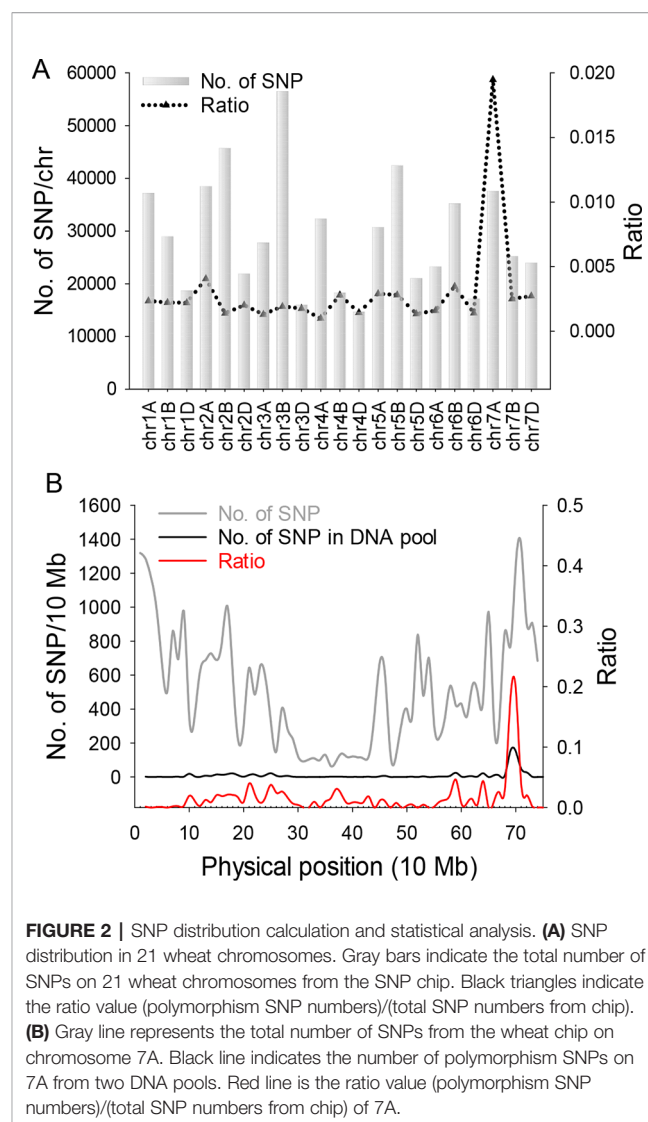 A
No. of SNP
Ratio
60000
50000
40000
30000
20000
10000
0
No. of SNP/chr
0.020
0.015
0.010
0.005
0.000
Ratio
chr1A
chr1B
chr1D
chr2A
chr2B
chr2D
chr3A
chr3B
chr3D
chr4A
chr4B
chr4D
chr5A
chr5B
chr5D
chr6A
chr6B
chr6D
chr7A
chr7B
chr7D
B
No. of SNP
No. of SNP in DNA pool
Ratio
1600
1400
1200
1000
800
600
400
200
0
No. of SNP/10 Mb
0.5
0.4
0.3
0.2
0.1
0.0
Ratio
0 10 20 30 40 50 60 70
Physical position (10 Mb)
FIGURE 2 | SNP distribution calculation and statistical analysis. (A) SNP
distribution in 21 wheat chromosomes. Gray bars indicate the total number of
SNPs on 21 wheat chromosomes from the SNP chip. Black triangles indicate
the ratio value (polymorphism SNP numbers)/(total SNP numbers from chip).
(B) Gray line represents the total number of SNPs from the wheat chip on
chromosome 7A. Black line indicates the number of polymorphism SNPs on
7A from two DNA pools. Red line is the ratio value (polymorphism SNP
numbers)/(total SNP numbers from chip) of 7A.